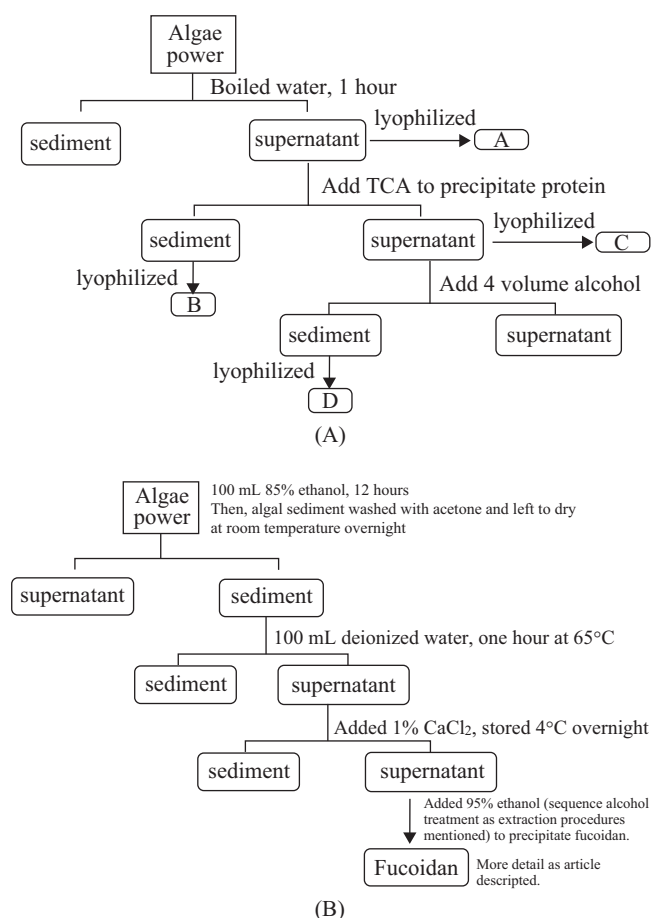 Algae
power
Boiled water, 1 hour
sediment
supernatant
lyophilized
A
Add TCA to precipitate protein
sediment
supernatant
lyophilized
C
lyophilized
B
Add 4 volume alcohol
sediment
supernatant
lyophilized
D
(A)
Algae
power
100 mL 85% ethanol, 12 hours
Then, algal sediment washed with acetone and left to dry
at room temperature overnight
supernatant
sediment
100 mL deionized water, one hour at 65°C
sediment
supernatant
Added 1% CaCl₂, stored 4°C overnight
sediment
supernatant
Added 95% ethanol (sequence alcohol
treatment as extraction procedures
mentioned) to precipitate fucoidan.
Fucoidan
More detail as article
descripted.
(B)